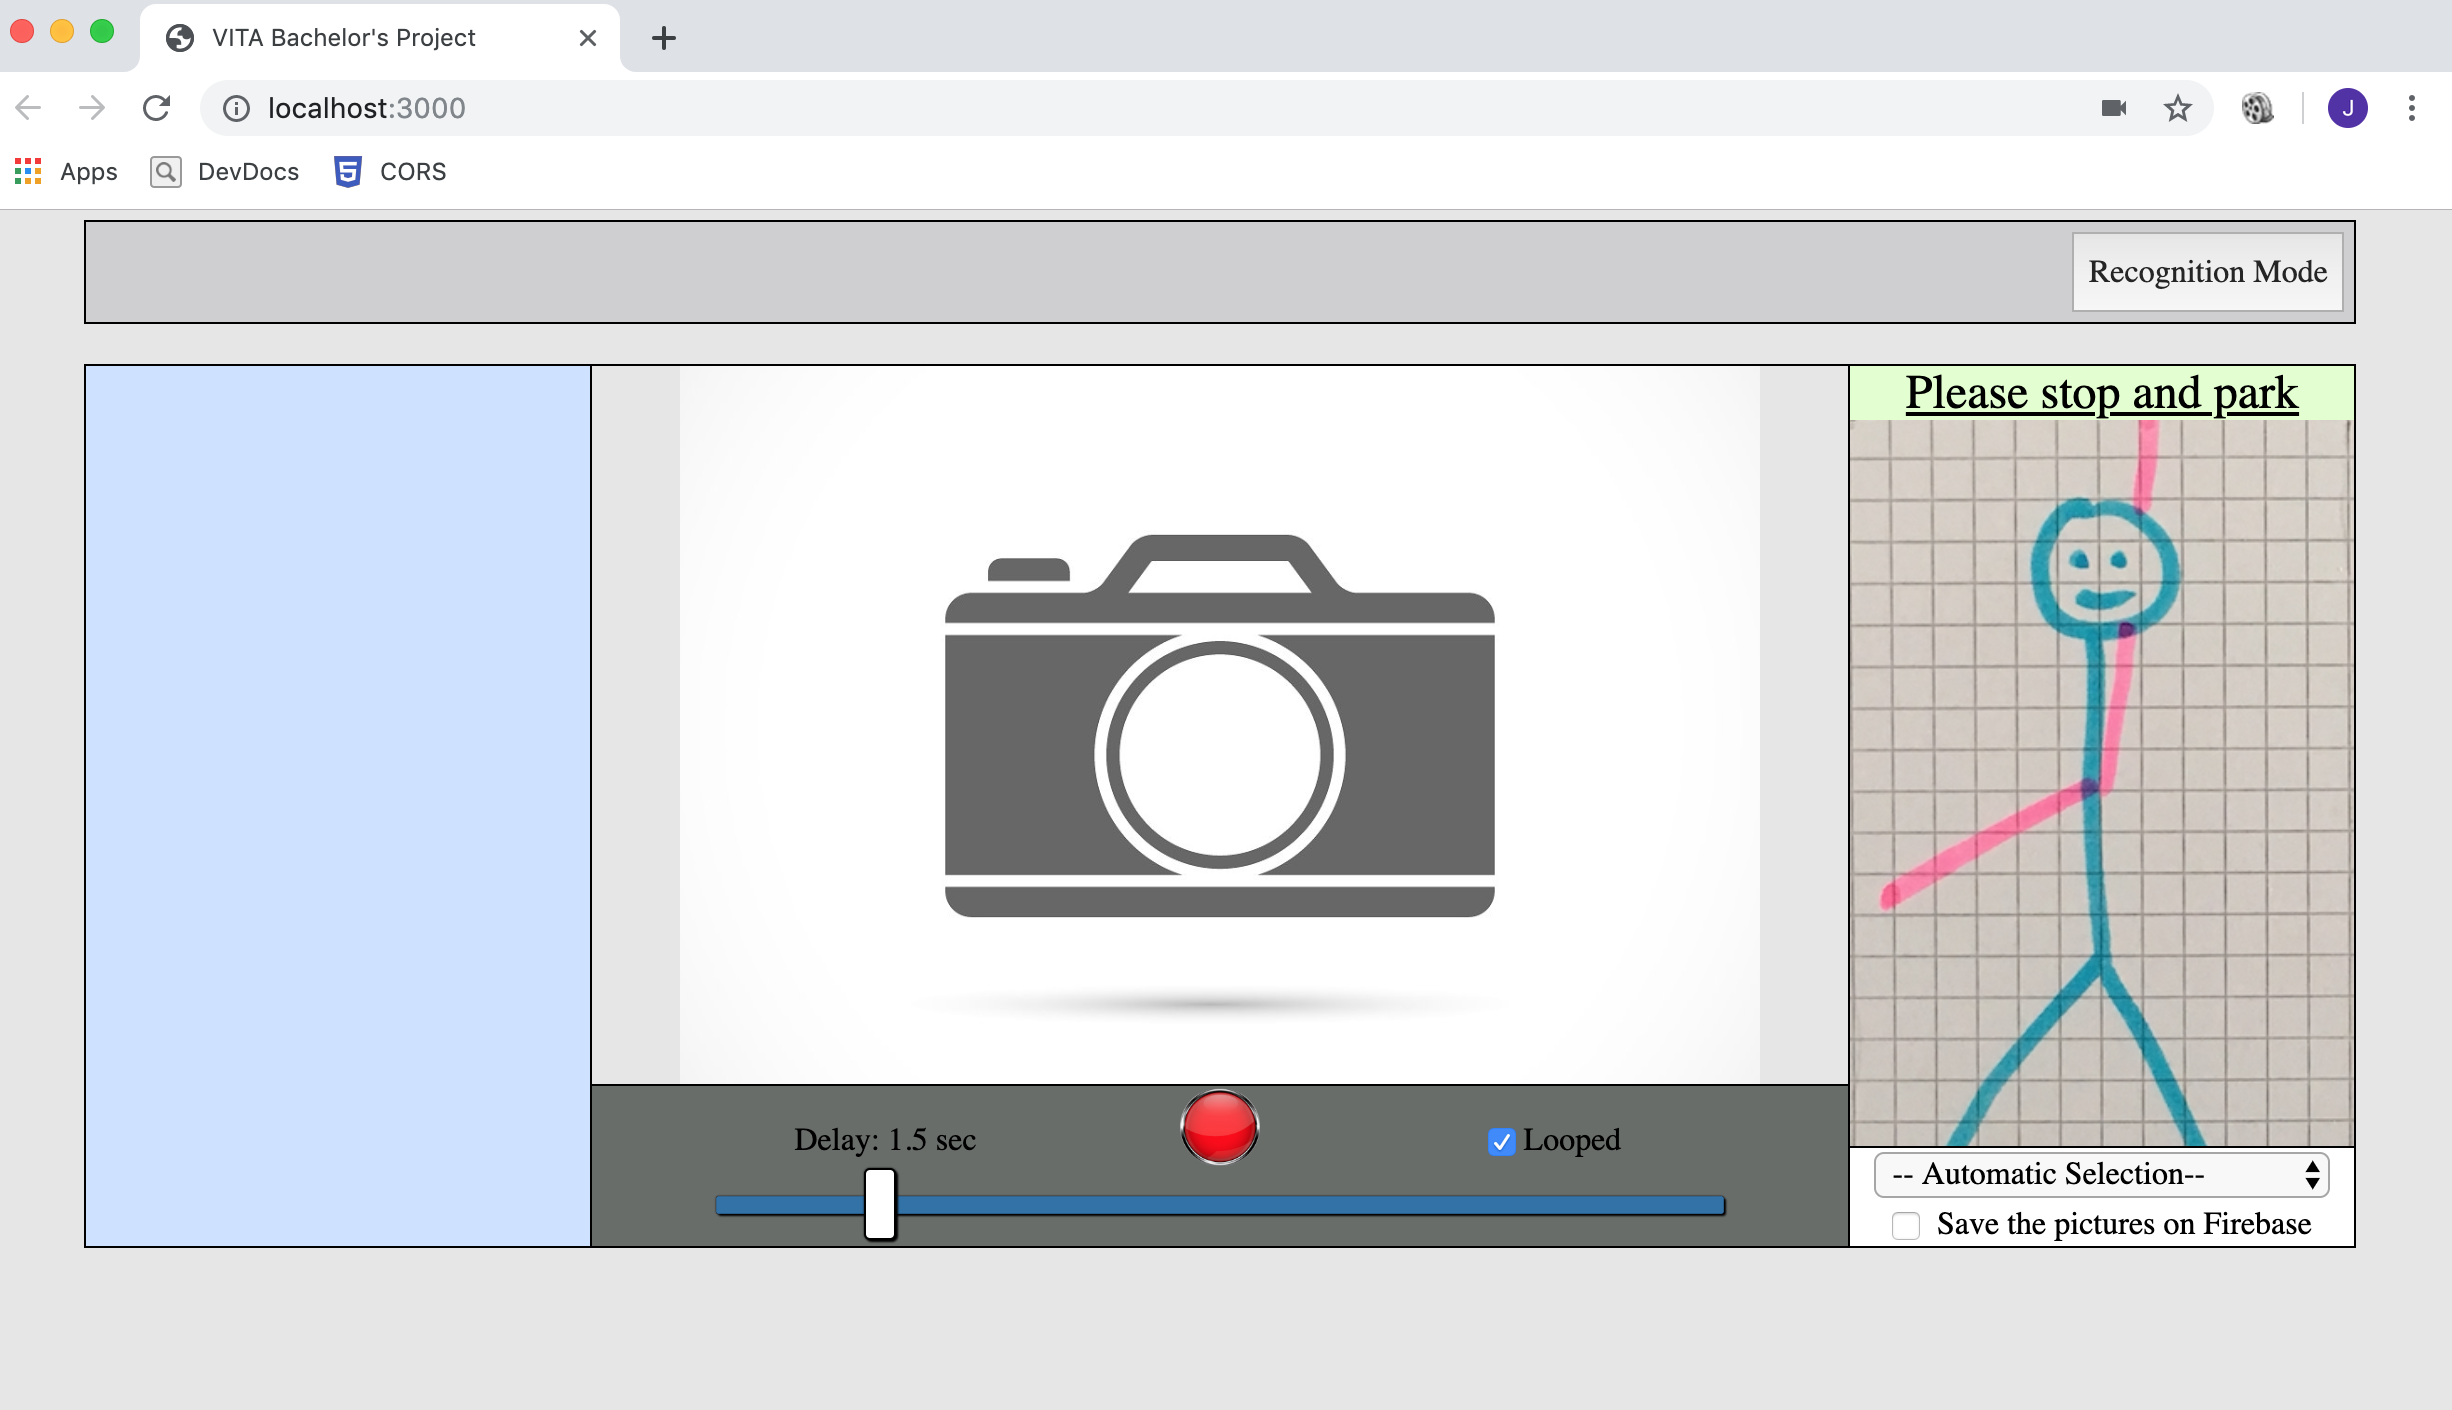 VITA Bachelor's Project
localhost:3000
J
Apps
DevDocs
CORS
Recognition Mode
Please stop and park
Delay: 1.5 sec
Looped
-- Automatic Selection--
Save the pictures on Firebase